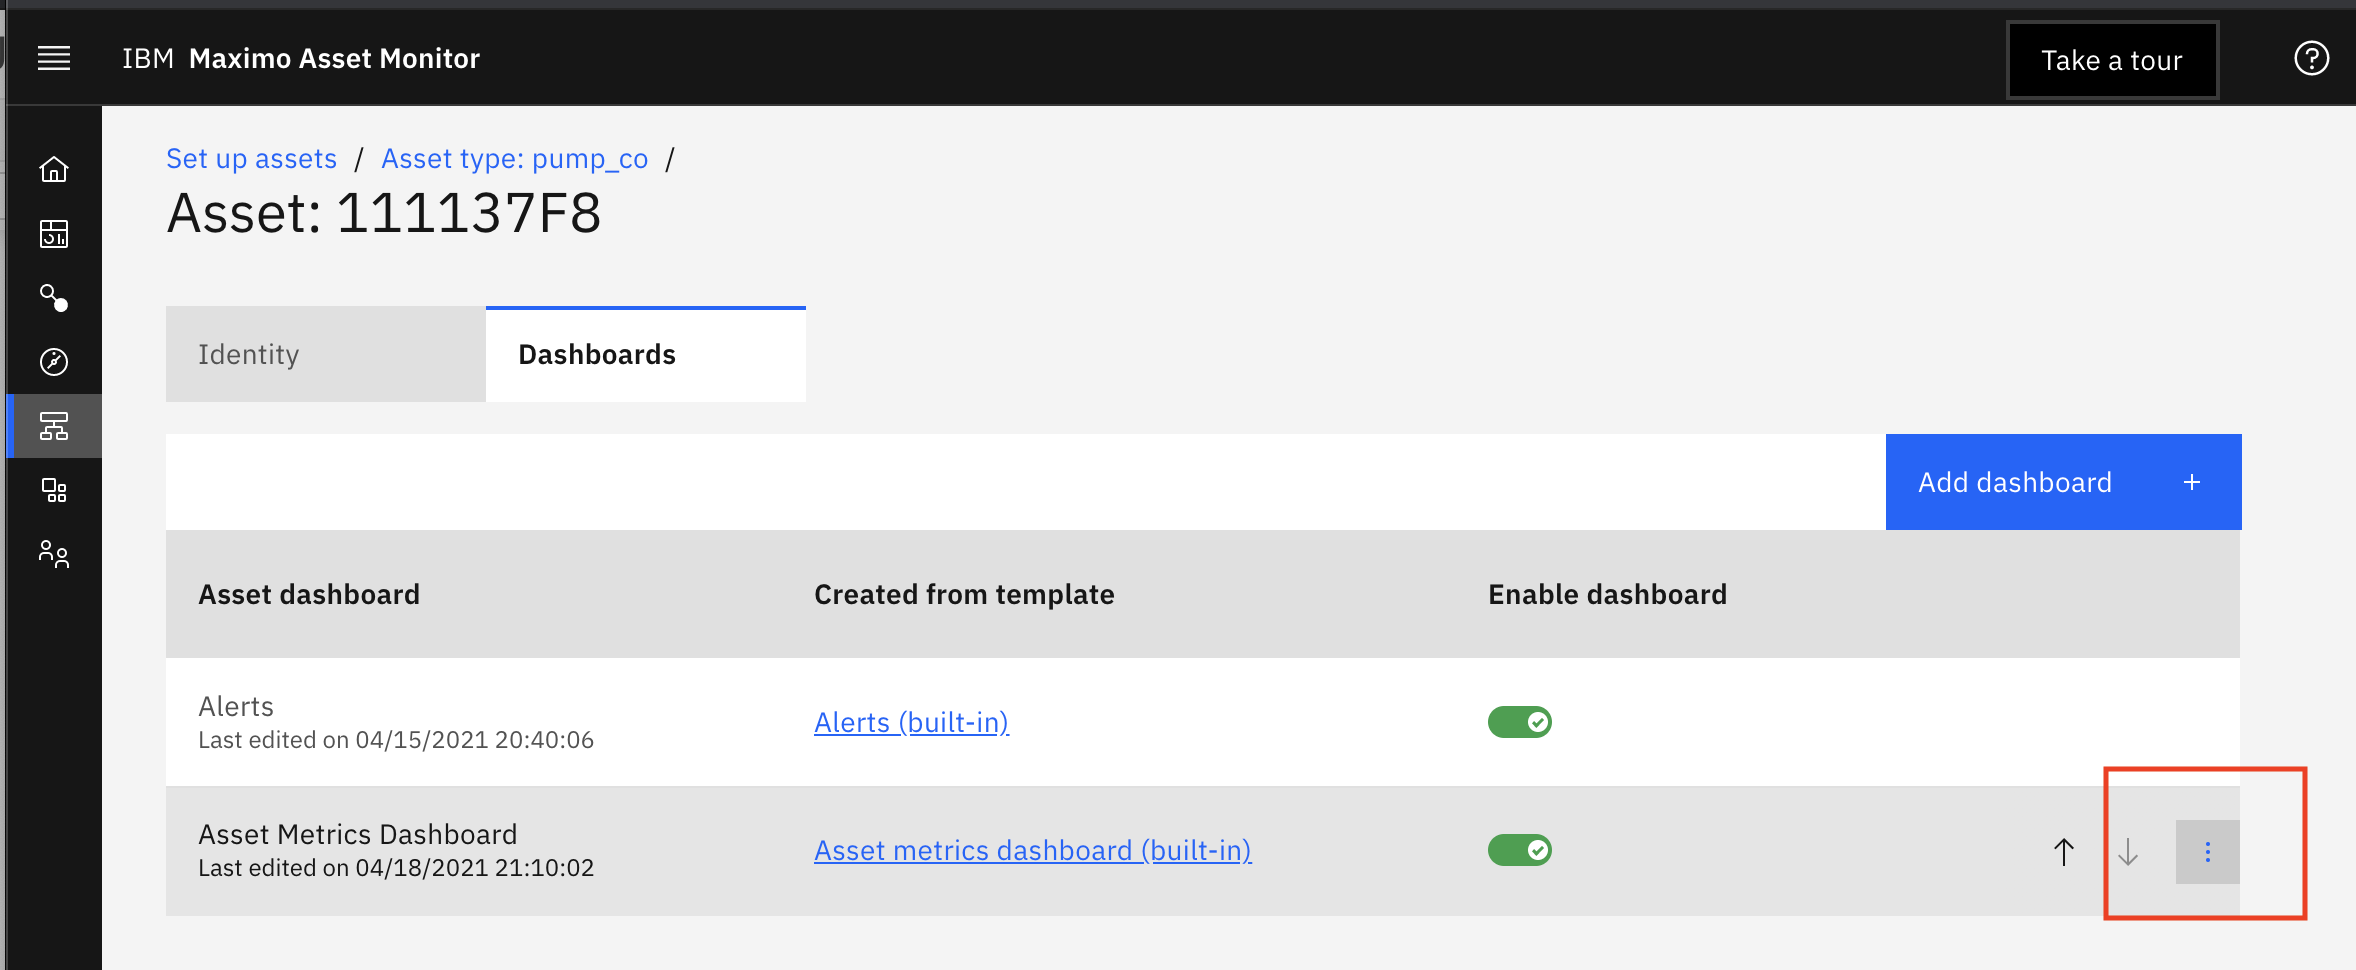 IBM Maximo Asset Monitor
Take a tour
Set up assets / Asset type: pump_co /
Asset: 111137F8
Identity
Dashboards
Add dashboard +
Asset dashboard
Created from template
Enable dashboard
Alerts
Last edited on 04/15/2021 20:40:06
Alerts (built-in)
Asset Metrics Dashboard
Last edited on 04/18/2021 21:10:02
Asset metrics dashboard (built-in)